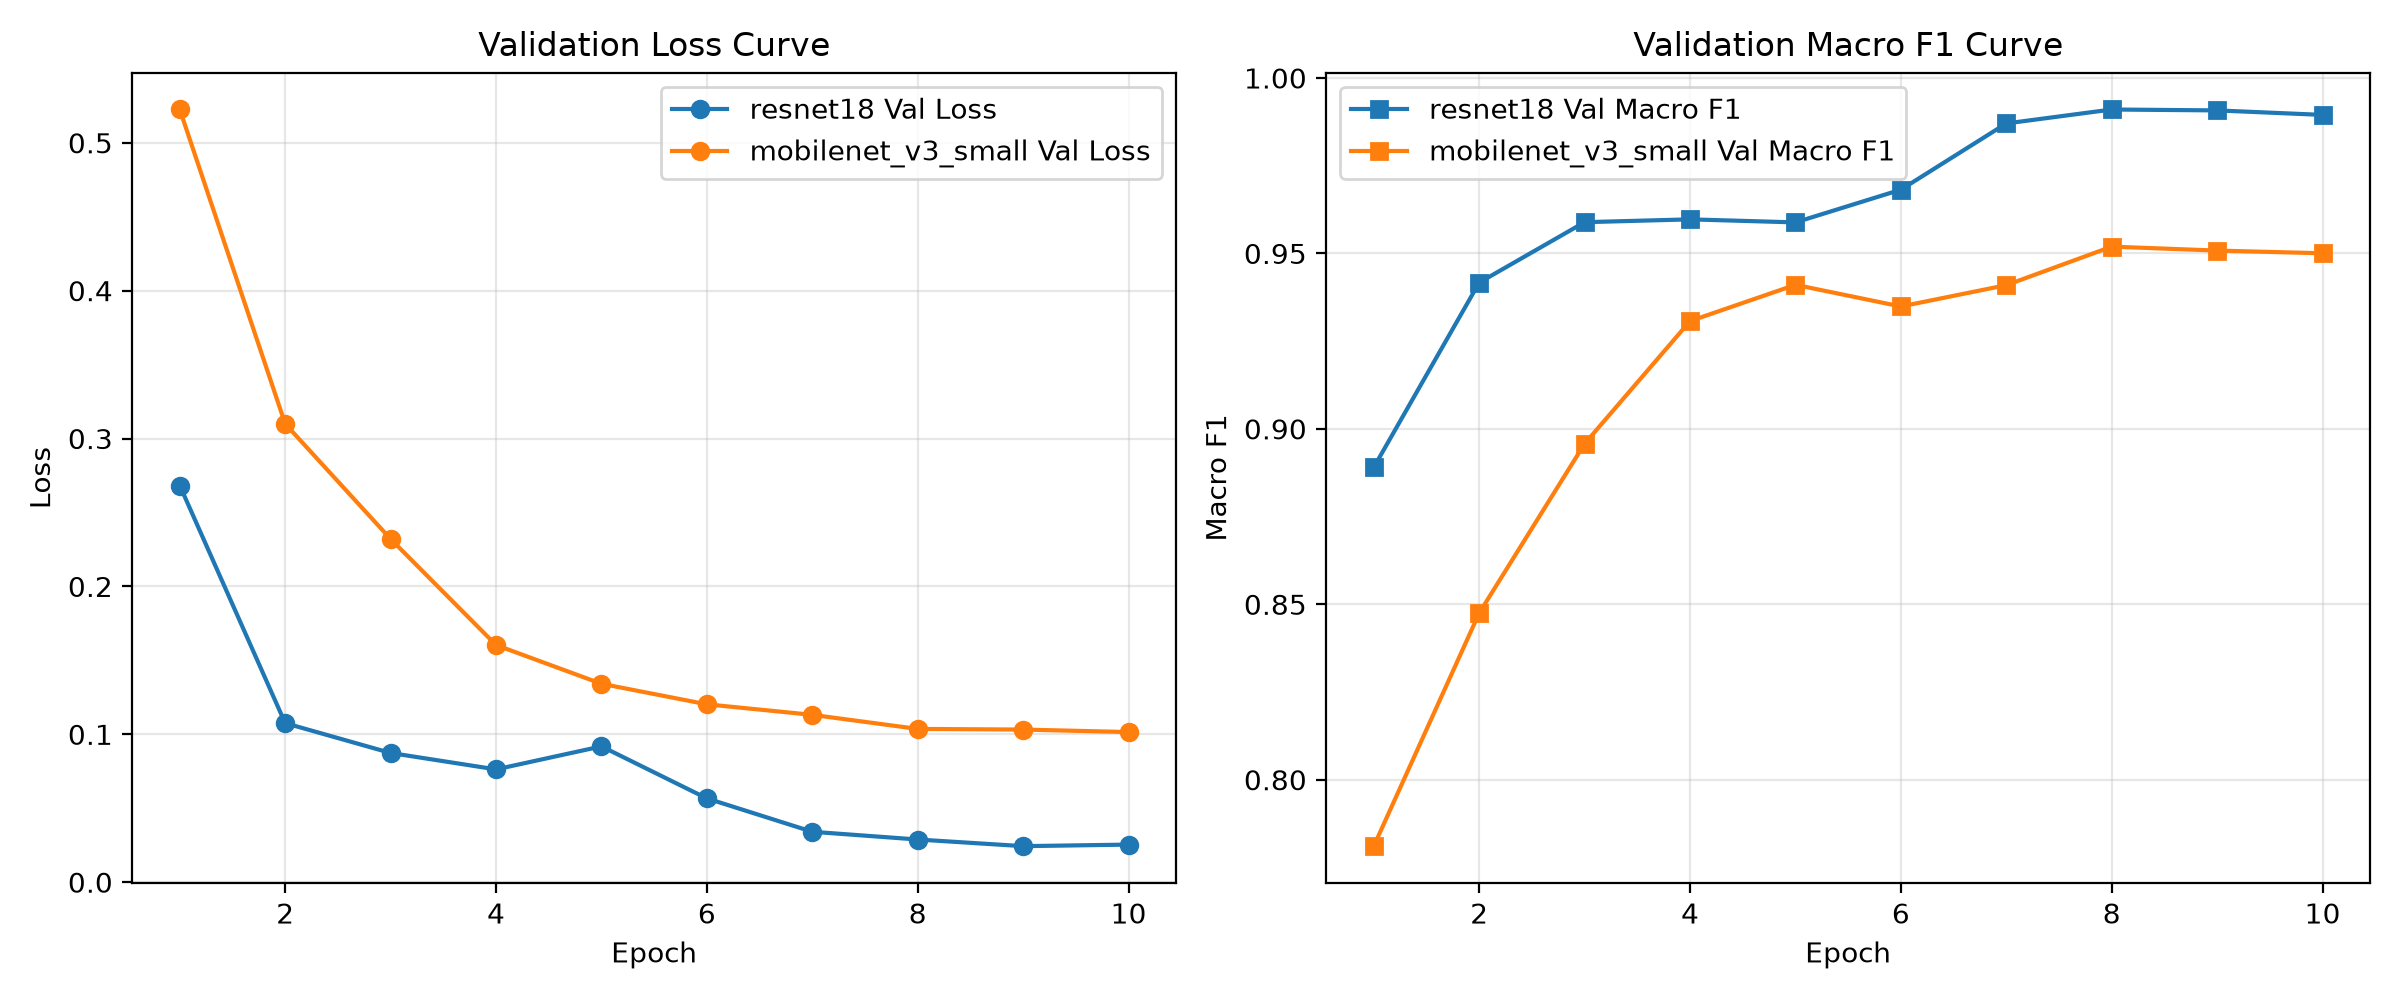 Validation Loss Curve
resnet18 Val Loss
mobilenet_v3_small Val Loss
0.5
0.4
0.3
0.2
0.1
0.0
Loss
2 4 6 8 10
Epoch
Validation Macro F1 Curve
resnet18 Val Macro F1
mobilenet_v3_small Val Macro F1
1.00
0.95
0.90
0.85
0.80
Macro F1
2 4 6 8 10
Epoch